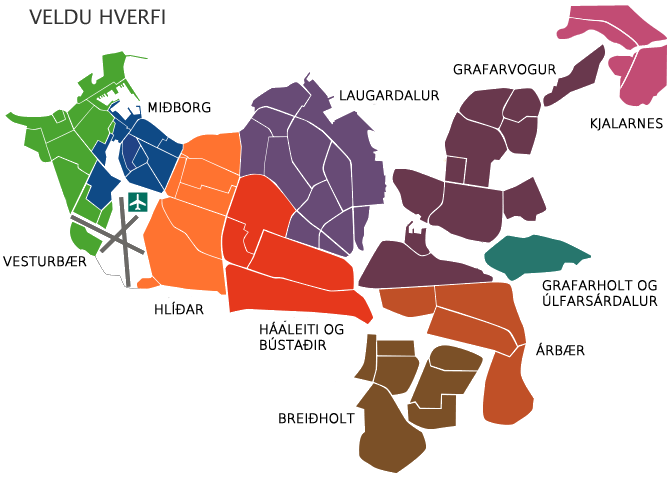 VELDU HVERFI
GRAFARVOGUR
MIÐBORG
LAUGARDALUR
KJALARNES
VESTURBÆR
GRAFARHOLT OG
ÚLFARSÁRDALUR
HLÍÐAR
HÁALEITI OG
BÚSTAÐIR
ÁRBÆR
BREIÐHOLT